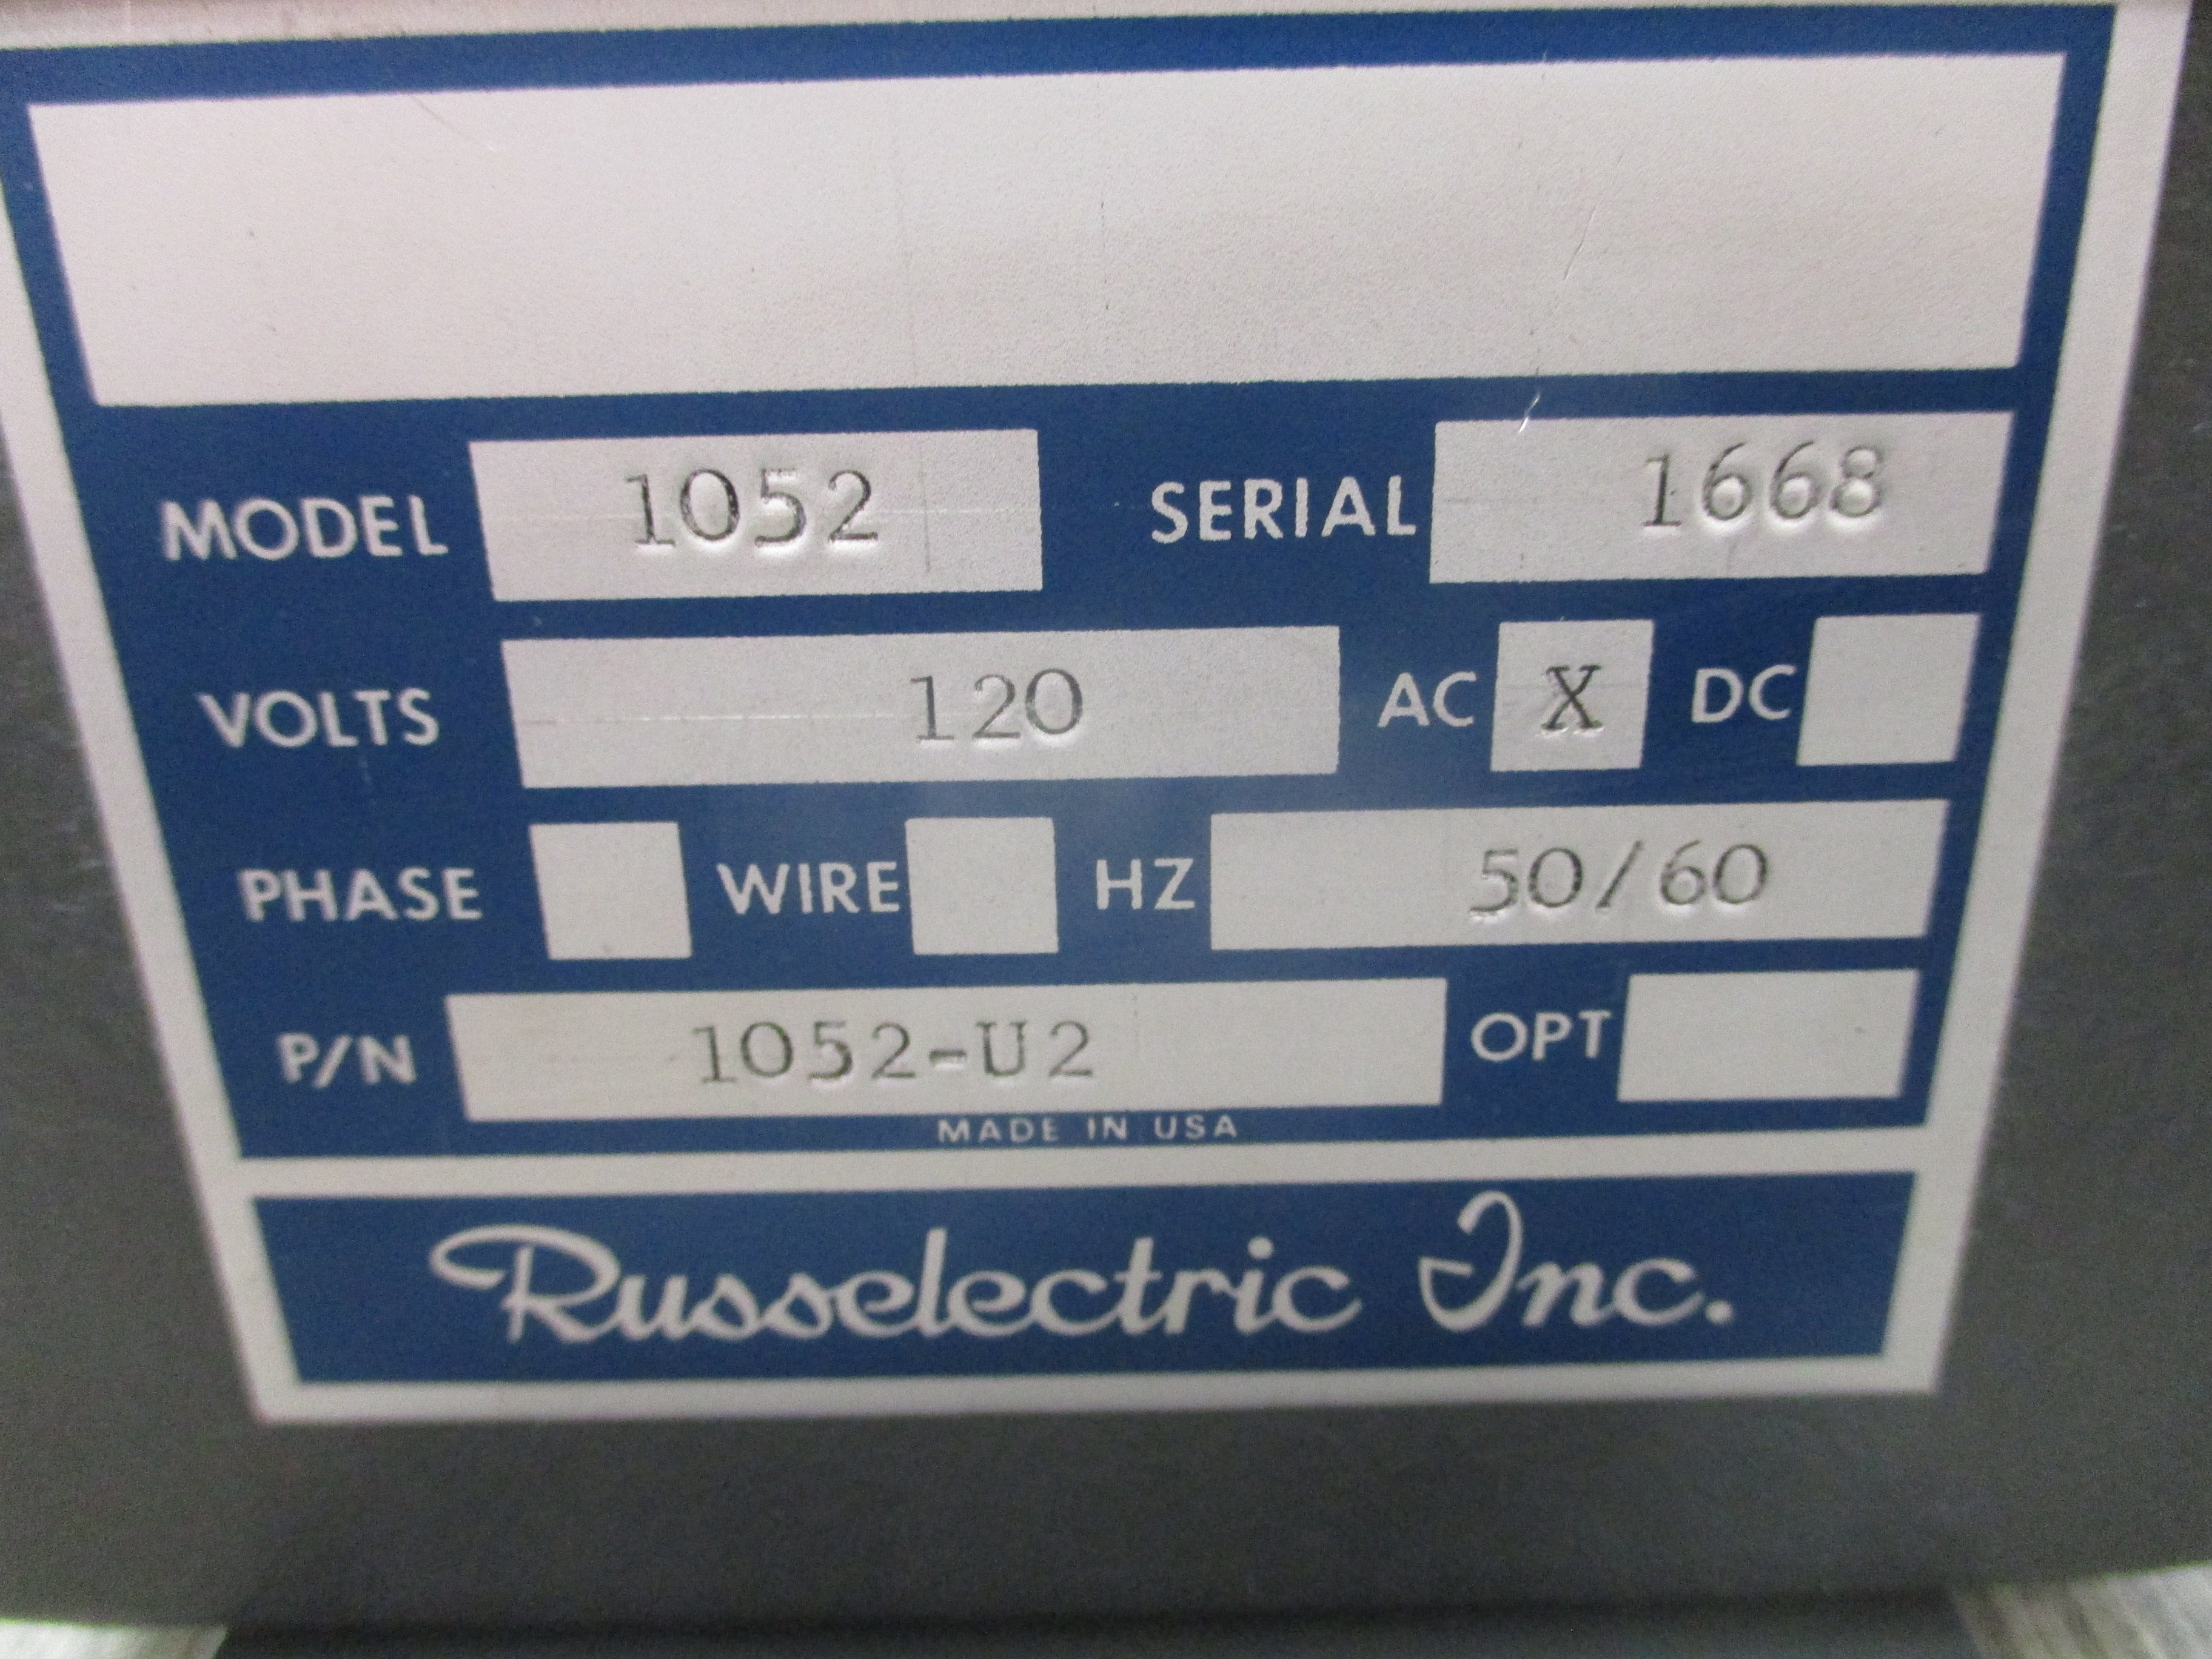 MODEL 1052 SERIAL 1668
VOLTS 120 AC X DC
PHASE WIRE HZ 50/60
P/N 1052-U2 OPT
MADE IN USA
Russelectric Inc.